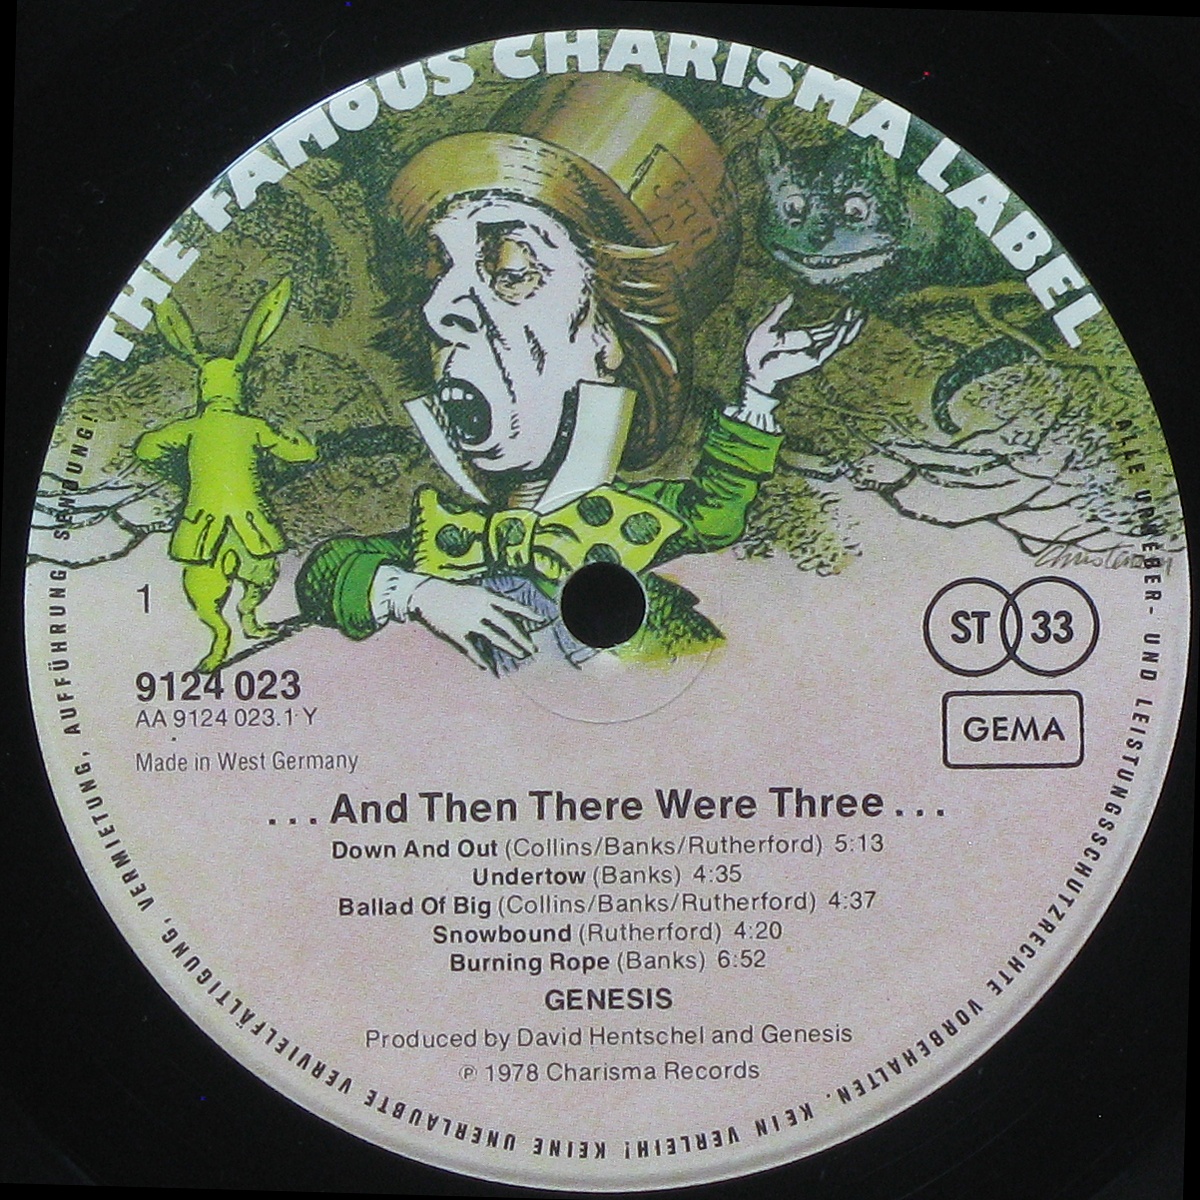 THE FAMOUS CHARISMA LABEL
1
ST 33
9124 023
AA 9124 023.1 Y
GEMA
Made in West Germany
... And Then There Were Three ...
Down And Out (Collins/Banks/Rutherford) 5:13
Undertow (Banks) 4:35
Ballad Of Big (Collins/Banks/Rutherford) 4:37
Snowbound (Rutherford) 4:20
Burning Rope (Banks) 6:52
GENESIS
Produced by David Hentschel and Genesis
℗ 1978 Charisma Records
ALLE URHEBER- UND LEISTUNGSSCHUTZRECHTE VORBEHALTEN. KEIN VERLEIH! KEINE UNERLAUBTE VERVIELFÄLTIGUNG, VERMIETUNG, AUFFÜHRUNG, SENDUNG!